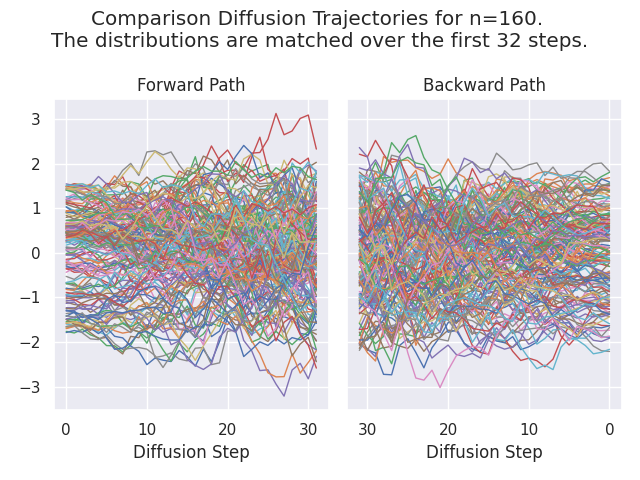 Comparison Diffusion Trajectories for n=160.
The distributions are matched over the first 32 steps.
Forward Path
Backward Path
3
2
1
0
−1
−2
−3
0 10 20 30
30 20 10 0
Diffusion Step
Diffusion Step